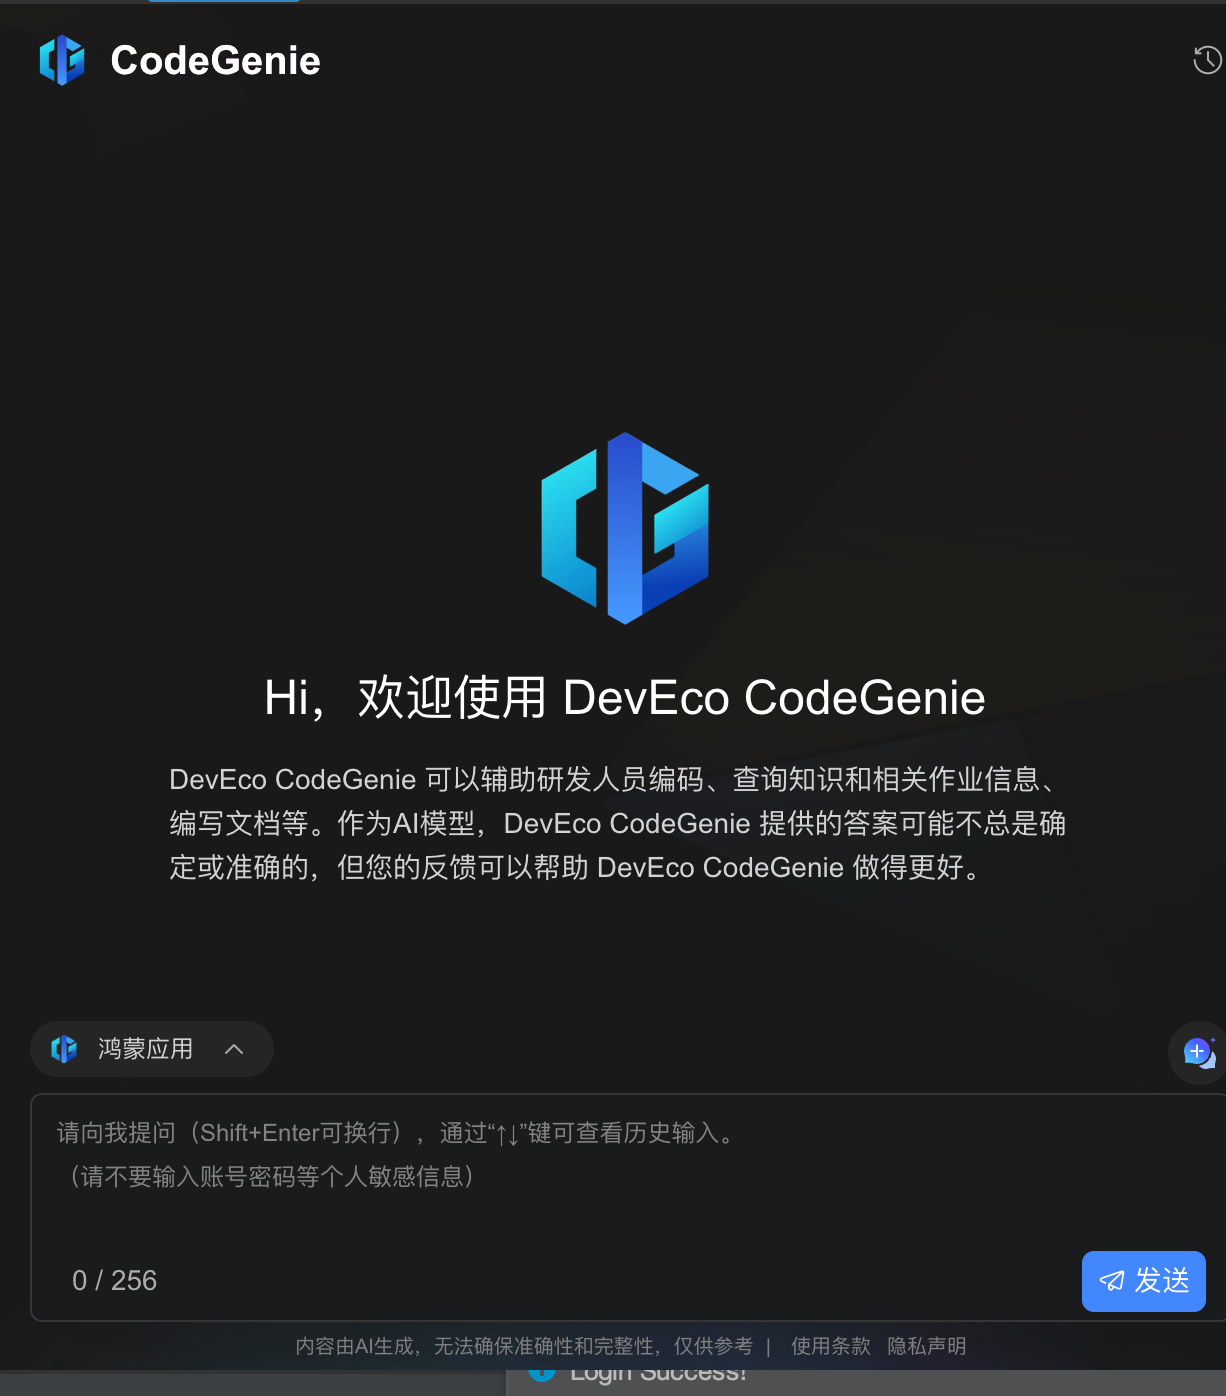 CodeGenie
Hi，欢迎使用 DevEco CodeGenie
DevEco CodeGenie 可以辅助研发人员编码、查询知识和相关作业信息、
编写文档等。作为AI模型，DevEco CodeGenie 提供的答案可能不总是确
定或准确的，但您的反馈可以帮助 DevEco CodeGenie 做得更好。
鸿蒙应用
请向我提问（Shift+Enter可换行），通过“↑↓”键可查看历史输入。
（请不要输入账号密码等个人敏感信息）
0 / 256
发送
内容由AI生成，无法确保准确性和完整性，仅供参考 | 使用条款 隐私声明
Login Success!